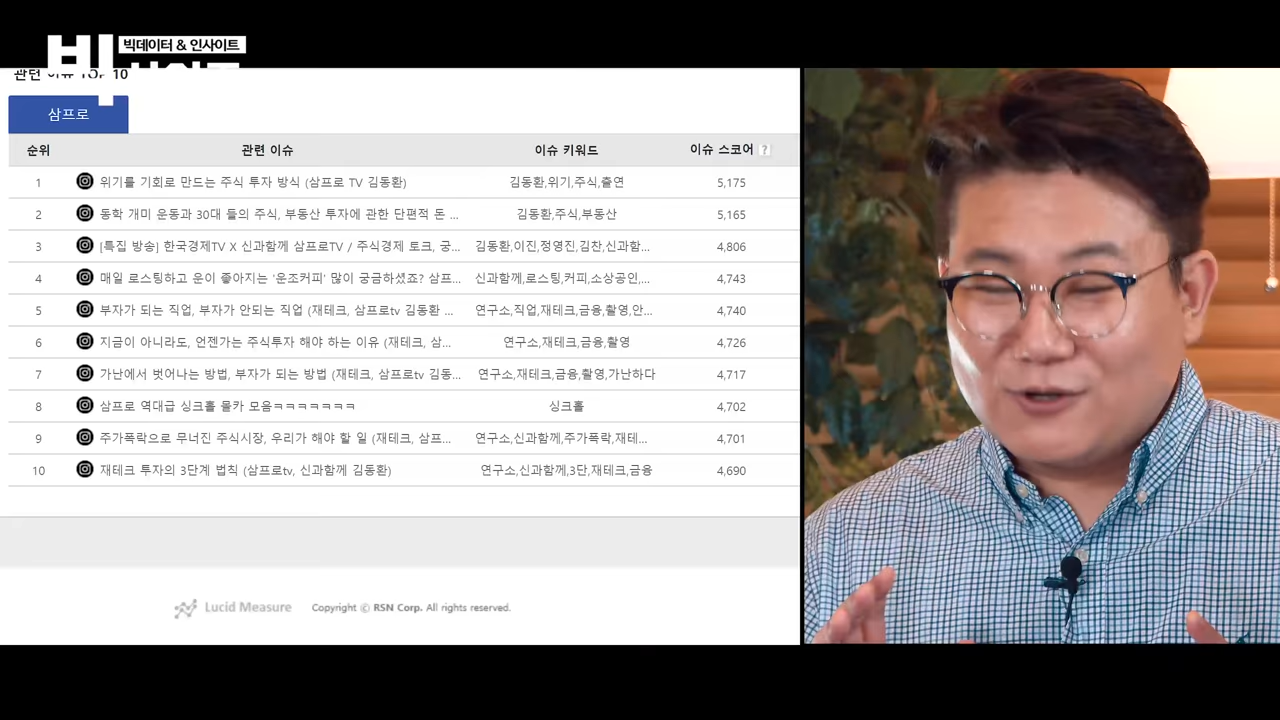 빅데이터 & 인사이트
관련 이슈 TOP 10
삼프로
순위 관련 이슈 이슈 키워드 이슈 스코어 ?
1 위기를 기회로 만드는 주식 투자 방식 (삼프로 TV 김동환) 김동환,위기,주식,출연 5,175
2 동학 개미 운동과 30대 들의 주식, 부동산 투자에 관한 단편적 돈 ... 김동환,주식,부동산 5,165
3 [특집 방송] 한국경제TV X 신과함께 삼프로TV / 주식경제 토크, 궁... 김동환,이진,정영진,김찬,신과함... 4,806
4 매일 로스팅하고 운이 좋아지는 '운조커피' 많이 궁금하셨죠? 삼프... 신과함께,로스팅,커피,소상공인,... 4,743
5 부자가 되는 직업, 부자가 안되는 직업 (재테크, 삼프로tv 김동환 ... 연구소,직업,재테크,금융,촬영,안... 4,740
6 지금이 아니라도, 언젠가는 주식투자 해야 하는 이유 (재테크, 삼... 연구소,재테크,금융,촬영 4,726
7 가난에서 벗어나는 방법, 부자가 되는 방법 (재테크, 삼프로tv 김동... 연구소,재테크,금융,촬영,가난하다 4,717
8 삼프로 역대급 싱크홀 몰카 모음ㅋㅋㅋㅋㅋㅋㅋ 싱크홀 4,702
9 주가폭락으로 무너진 주식시장, 우리가 해야 할 일 (재테크, 삼프... 연구소,신과함께,주가폭락,재테... 4,701
10 재테크 투자의 3단계 법칙 (삼프로tv, 신과함께 김동환) 연구소,신과함께,3단,재테크,금융 4,690
Lucid Measure Copyright ⓒ RSN Corp. All rights reserved.